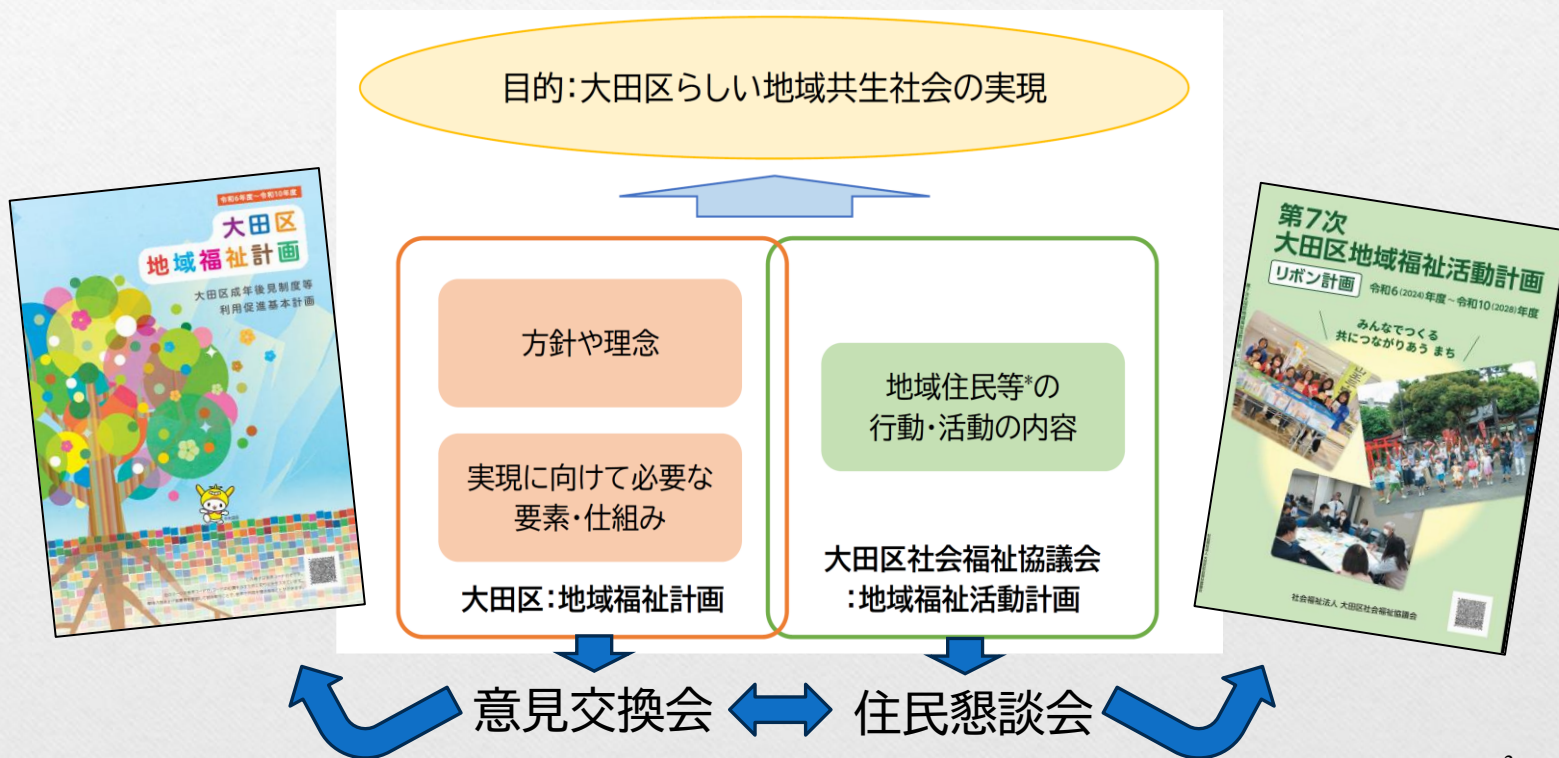 目的：大田区らしい地域共生社会の実現
令和6年度～令和10年度
大田区
地域福祉計画
大田区成年後見制度等
利用促進基本計画
方針や理念
実現に向けて必要な
要素・仕組み
大田区：地域福祉計画
地域住民等*の
行動・活動の内容
大田区社会福祉協議会
：地域福祉活動計画
第7次
大田区地域福祉活動計画
リボン計画 令和6(2024)年度～令和10(2028)年度
みんなでつくる
共につながりあう まち
社会福祉法人 大田区社会福祉協議会
意見交換会
住民懇談会